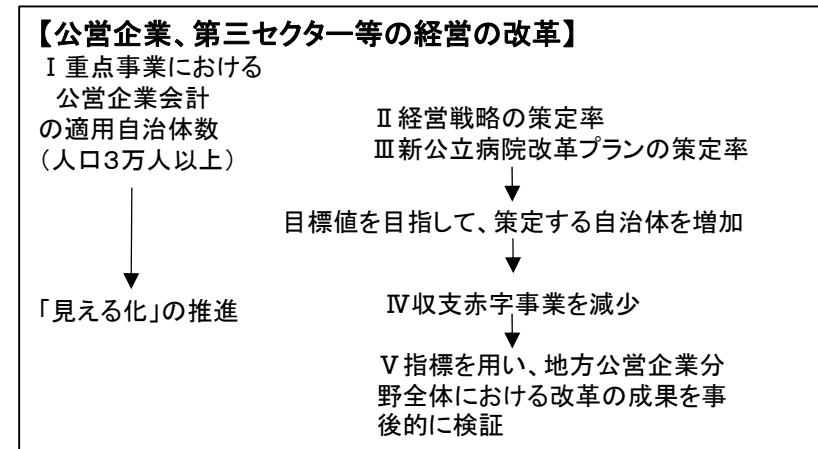 【公営企業、第三セクター等の経営の改革】
Ⅰ重点事業における
公営企業会計
の適用自治体数
（人口３万人以上）
「見える化」の推進
Ⅱ経営戦略の策定率
Ⅲ新公立病院改革プランの策定率
目標値を目指して、策定する自治体を増加
Ⅳ収支赤字事業を減少
Ⅴ指標を用い、地方公営企業分
野全体における改革の成果を事
後的に検証